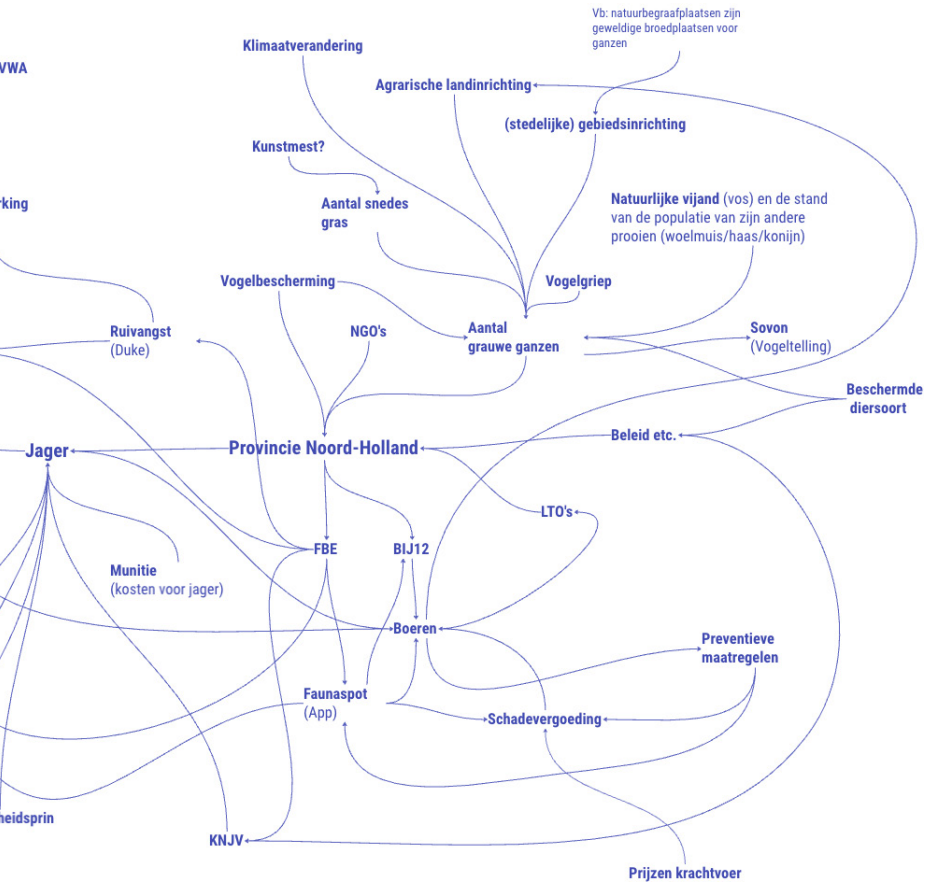 Vb: natuurbegraafplaatsen zijn
geweldige broedplaatsen voor
ganzen
Klimaatverandering
VWA
Agrarische landinrichting
(stedelijke) gebiedsinrichting
Kunstmest?
Aantal snedes
gras
rking
Natuurlijke vijand (vos) en de stand
van de populatie van zijn andere
prooien (woelmuis/haas/konijn)
Vogelbescherming
Vogelgriep
Ruivangst
(Duke)
NGO's
Aantal
grauwe ganzen
Sovon
(Vogeltelling)
Beschermde
diersoort
Beleid etc.
Jager
Provincie Noord-Holland
LTO's
FBE
BIJ12
Munitie
(kosten voor jager)
Boeren
Preventieve
maatregelen
Faunaspot
(App)
Schadevergoeding
heidsprin
KNJV
Prijzen krachtvoer